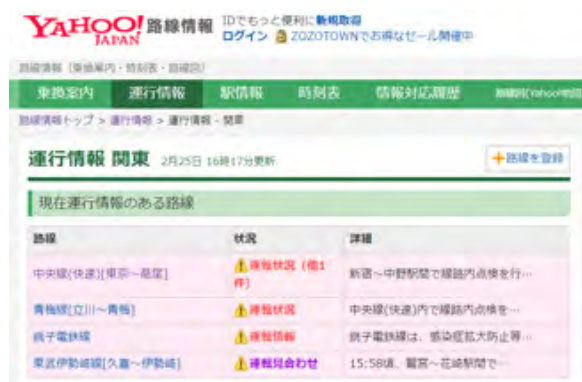 YAHOO! 路線情報
JAPAN
IDでもっと便利に新規取得
ログイン ZOZOTOWNでお得なセール開催中
路線情報（乗換案内・時刻表・路線図）
乗換案内 運行情報 駅情報 時刻表 情報対応履歴
路線情報トップ > 運行情報 > 運行情報 - 関東
運行情報 関東 2月25日 16時17分更新
+路線を登録
現在運行情報のある路線
路線 状況 詳細
中央線(快速)[東京〜高尾] 運転状況（他1件） 新宿〜中野駅間で線路内点検を行…
青梅線[立川〜青梅] 運転状況 中央線(快速)内で線路内点検を…
銚子電鉄線 運転情報 銚子電鉄線は、感染症拡大防止等…
東武伊勢崎線[久喜〜伊勢崎] 運転見合わせ 15:58頃、鷲宮〜花崎駅間で…